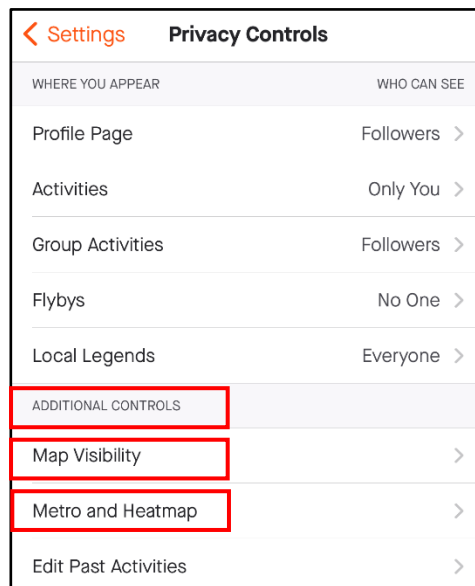 Settings Privacy Controls
WHERE YOU APPEAR WHO CAN SEE
Profile Page Followers
Activities Only You
Group Activities Followers
Flybys No One
Local Legends Everyone
ADDITIONAL CONTROLS
Map Visibility
Metro and Heatmap
Edit Past Activities